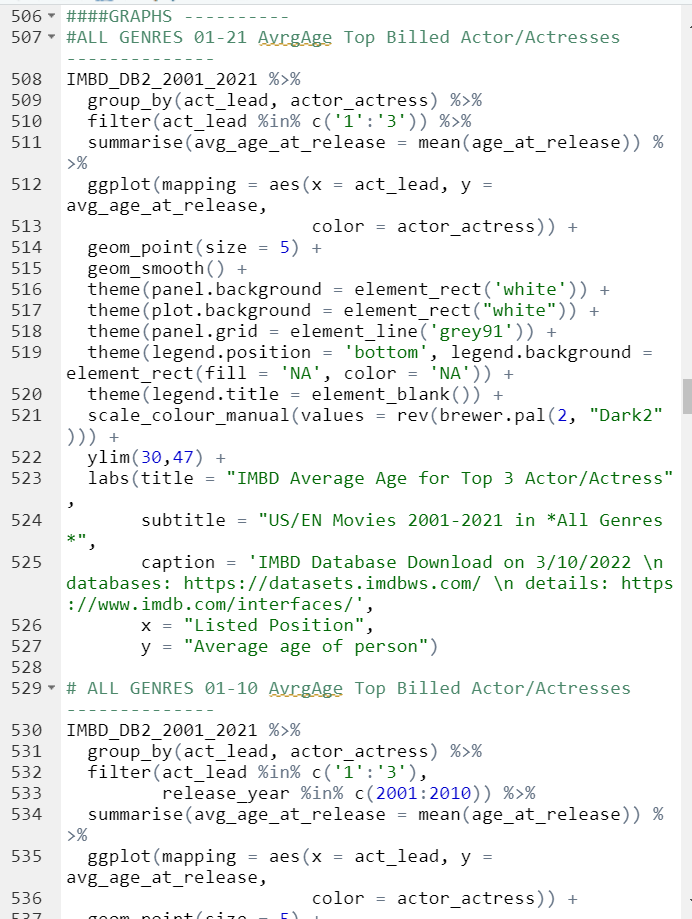 506 ####GRAPHS ----------
507 #ALL GENRES 01-21 AvrgAge Top Billed Actor/Actresses
--------------
508 IMBD_DB2_2001_2021 %>%
509 group_by(act_lead, actor_actress) %>%
510 filter(act_lead %in% c('1':'3')) %>%
511 summarise(avg_age_at_release = mean(age_at_release)) %
>%
512 ggplot(mapping = aes(x = act_lead, y =
avg_age_at_release,
513 color = actor_actress)) +
514 geom_point(size = 5) +
515 geom_smooth() +
516 theme(panel.background = element_rect('white')) +
517 theme(plot.background = element_rect("white")) +
518 theme(panel.grid = element_line('grey91')) +
519 theme(legend.position = 'bottom', legend.background =
element_rect(fill = 'NA', color = 'NA')) +
520 theme(legend.title = element_blank()) +
521 scale_colour_manual(values = rev(brewer.pal(2, "Dark2"
))) +
522 ylim(30,47) +
523 labs(title = "IMBD Average Age for Top 3 Actor/Actress"
,
524 subtitle = "US/EN Movies 2001-2021 in *All Genres
*",
525 caption = 'IMBD Database Download on 3/10/2022 \n
databases: https://datasets.imdbws.com/ \n details: https
://www.imdb.com/interfaces/',
526 x = "Listed Position",
527 y = "Average age of person")
528
529 # ALL GENRES 01-10 AvrgAge Top Billed Actor/Actresses
--------------
530 IMBD_DB2_2001_2021 %>%
531 group_by(act_lead, actor_actress) %>%
532 filter(act_lead %in% c('1':'3'),
533 release_year %in% c(2001:2010)) %>%
534 summarise(avg_age_at_release = mean(age_at_release)) %
>%
535 ggplot(mapping = aes(x = act_lead, y =
avg_age_at_release,
536 color = actor_actress)) +
537 geom_point(size = 5) +